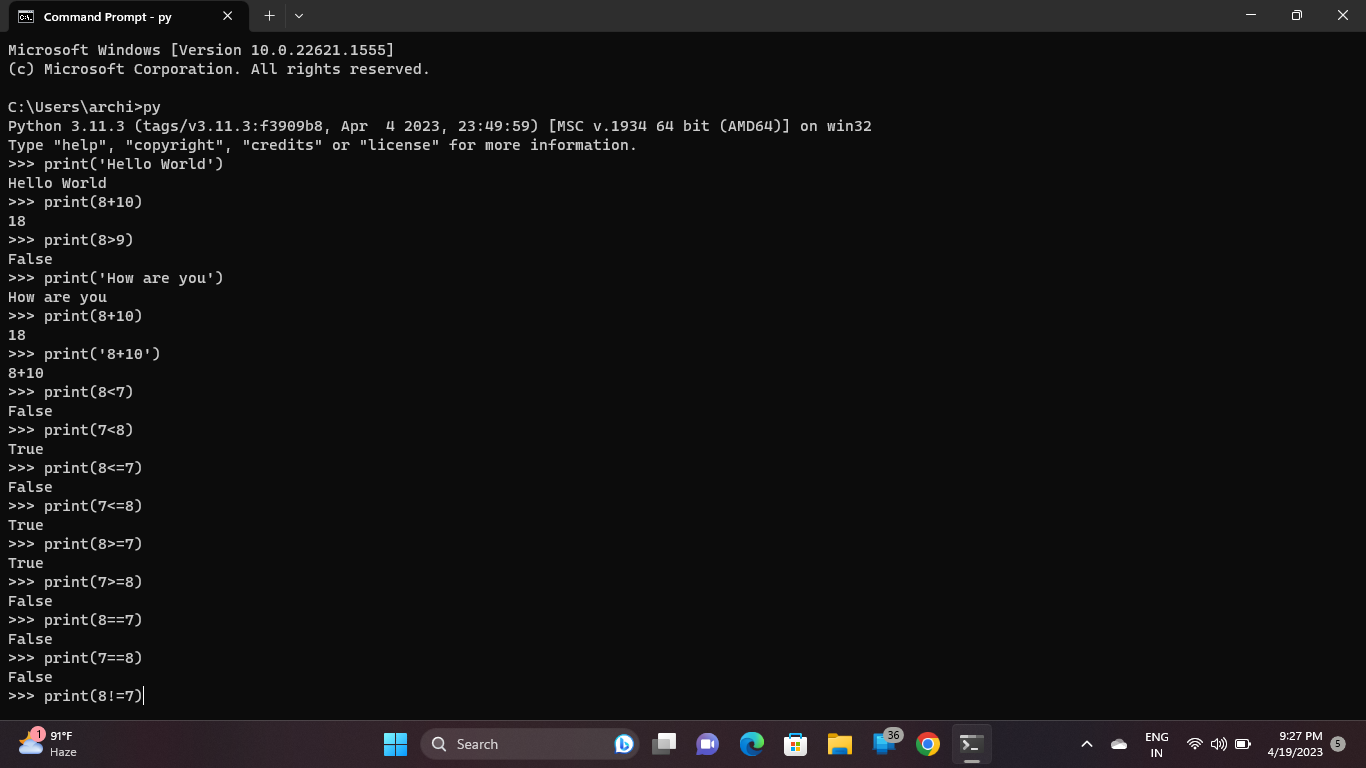 Command Prompt - py
Microsoft Windows [Version 10.0.22621.1555]
(c) Microsoft Corporation. All rights reserved.
C:\Users\archi>py
Python 3.11.3 (tags/v3.11.3:f3909b8, Apr  4 2023, 23:49:59) [MSC v.1934 64 bit (AMD64)] on win32
Type "help", "copyright", "credits" or "license" for more information.
>>> print('Hello World')
Hello World
>>> print(8+10)
18
>>> print(8>9)
False
>>> print('How are you')
How are you
>>> print(8+10)
18
>>> print('8+10')
8+10
>>> print(8<7)
False
>>> print(7<8)
True
>>> print(8<=7)
False
>>> print(7<=8)
True
>>> print(8>=7)
True
>>> print(7>=8)
False
>>> print(8==7)
False
>>> print(7==8)
False
>>> print(8!=7)
1
91°F
Haze
Search
36
ENG
IN
9:27 PM
4/19/2023
5